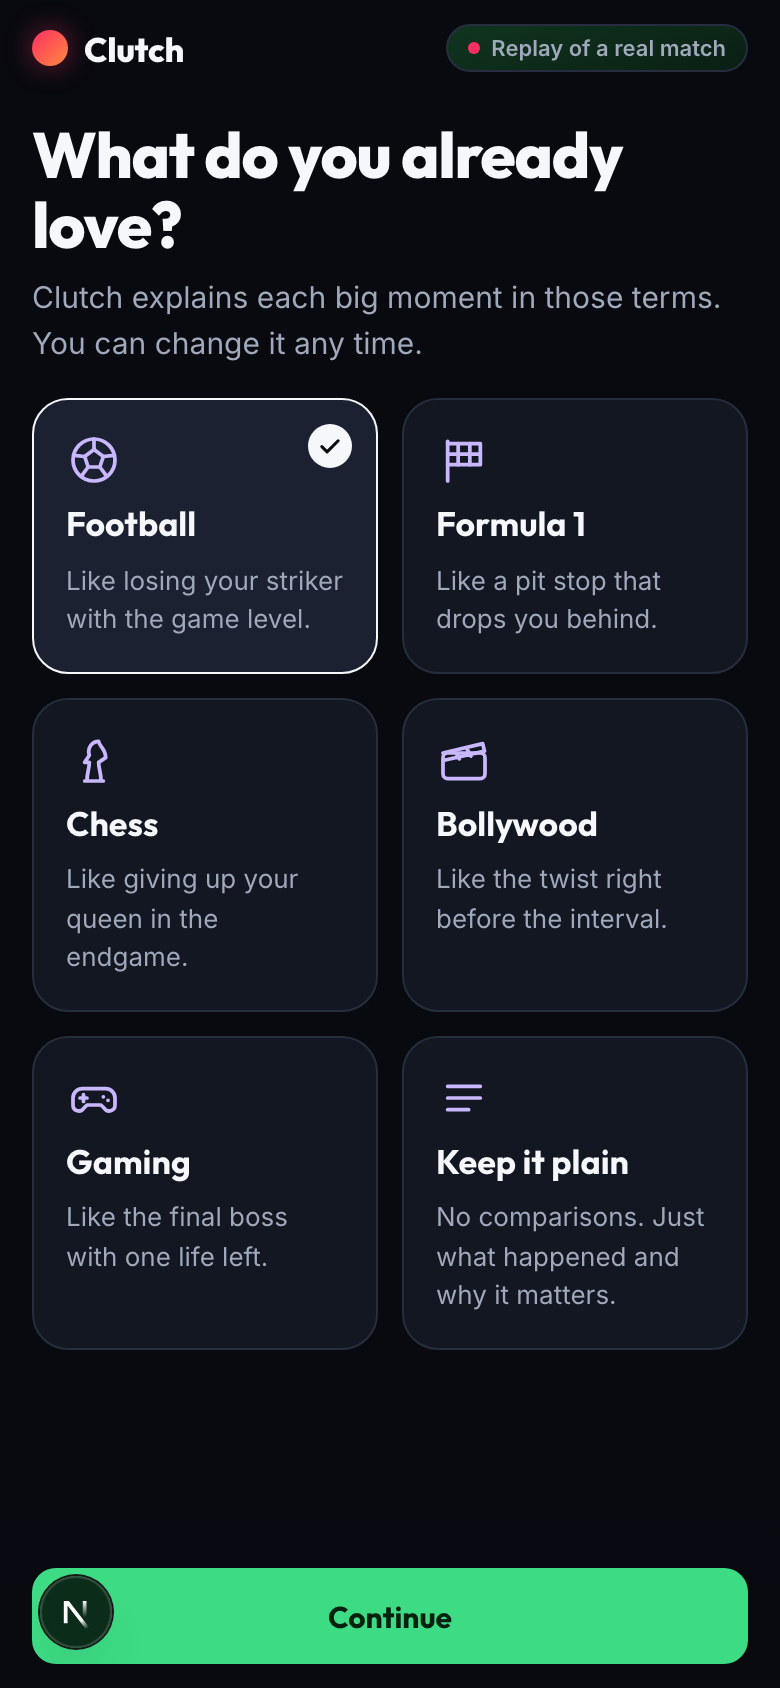 Clutch
Replay of a real match
What do you already
love?
Clutch explains each big moment in those terms.
You can change it any time.
Football
Like losing your striker
with the game level.
Formula 1
Like a pit stop that
drops you behind.
Chess
Like giving up your
queen in the
endgame.
Bollywood
Like the twist right
before the interval.
Gaming
Like the final boss
with one life left.
Keep it plain
No comparisons. Just
what happened and
why it matters.
N
Continue